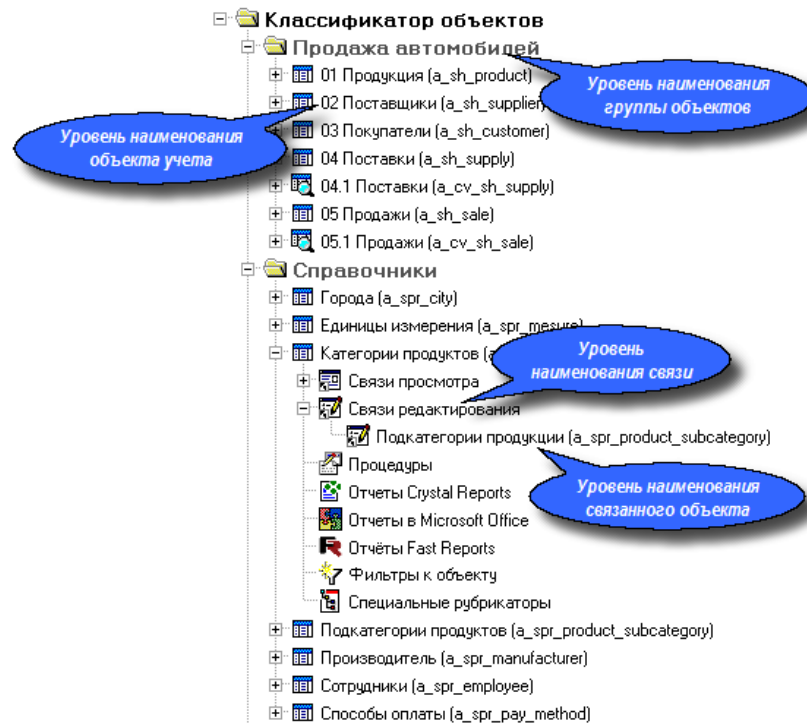 Классификатор объектов
Продажа автомобилей
01 Продукция (a_sh_product)
Уровень наименования
группы объектов
02 Поставщики (a_sh_supplier)
Уровень наименования
объекта учета
03 Покупатели (a_sh_customer)
04 Поставки (a_sh_supply)
04.1 Поставки (a_cv_sh_supply)
05 Продажи (a_sh_sale)
05.1 Продажи (a_cv_sh_sale)
Справочники
Города (a_spr_city)
Единицы измерения (a_spr_mesure)
Категории продуктов (a
Уровень
наименования связи
Связи просмотра
Связи редактирования
Подкатегории продукции (a_spr_product_subcategory)
Процедуры
Уровень наименования
связанного объекта
Отчеты Crystal Reports
Отчеты в Microsoft Office
Отчёты Fast Reports
Фильтры к объекту
Специальные рубрикаторы
Подкатегории продуктов (a_spr_product_subcategory)
Производитель (a_spr_manufacturer)
Сотрудники (a_spr_employee)
Способы оплаты (a_spr_pay_method)